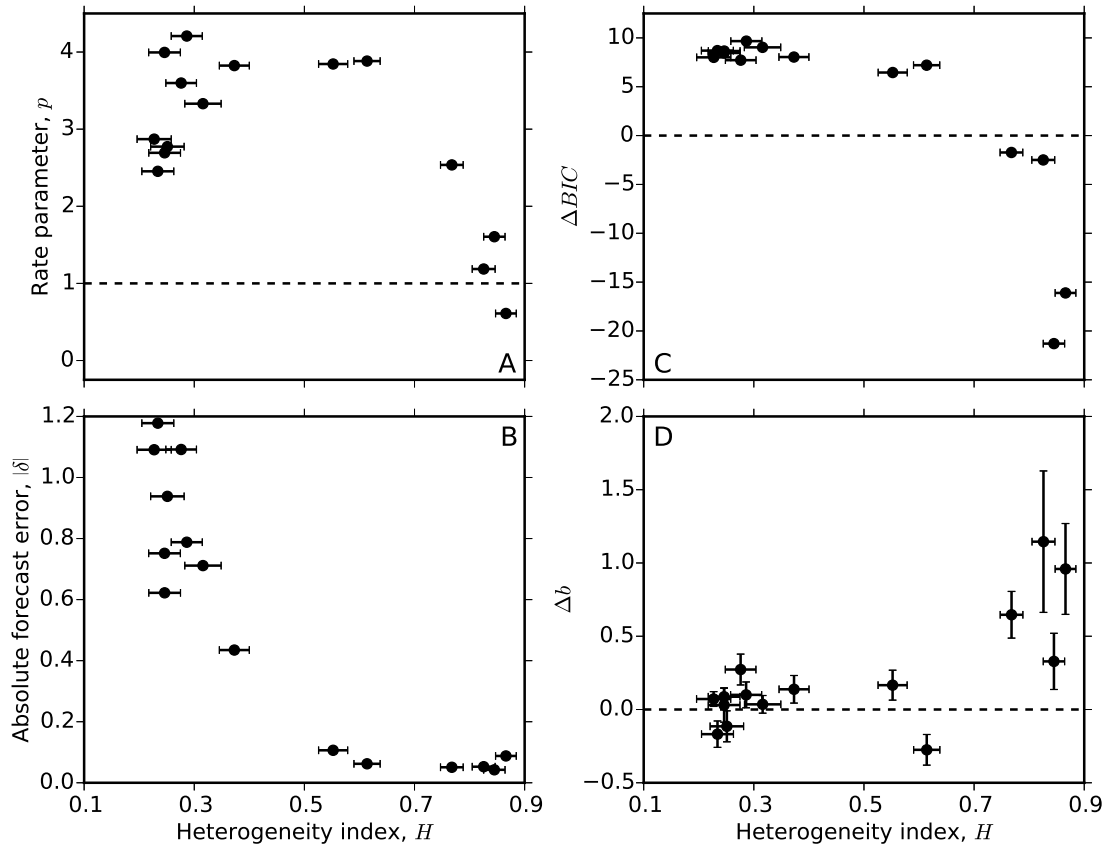 4
3
2
1
0
Rate parameter, p
A
10
5
0
−5
−10
−15
−20
−25
ΔBIC
C
1.2
1.0
0.8
0.6
0.4
0.2
0.0
Absolute forecast error, |δ|
B
0.1 0.3 0.5 0.7 0.9
Heterogeneity index, H
2.0
1.5
1.0
0.5
0.0
−0.5
Δb
D
0.1 0.3 0.5 0.7 0.9
Heterogeneity index, H